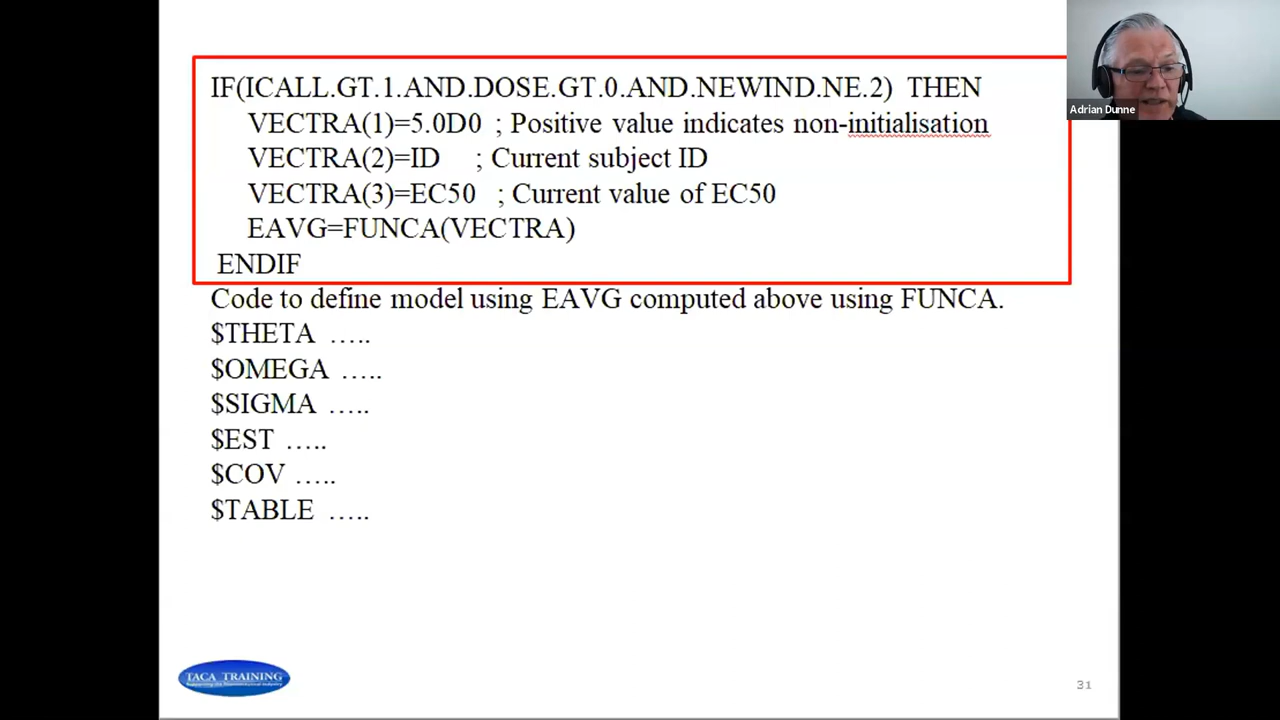 IF(ICALL.GT.1.AND.DOSE.GT.0.AND.NEWIND.NE.2) THEN
VECTRA(1)=5.0D0 ; Positive value indicates non-initialisation
VECTRA(2)=ID ; Current subject ID
VECTRA(3)=EC50 ; Current value of EC50
EAVG=FUNCA(VECTRA)
ENDIF
Code to define model using EAVG computed above using FUNCA.
$THETA …..
$OMEGA …..
$SIGMA …..
$EST …..
$COV …..
$TABLE …..
Adrian Dunne
TACA TRAINING
31